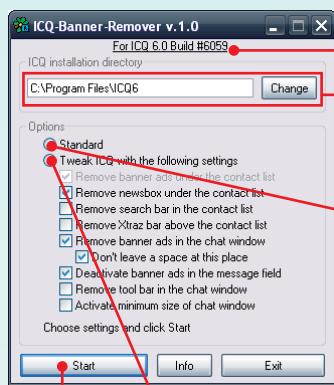 ICQ-Banner-Remover v.1.0
For ICQ 6.0 Build #6059
ICQ installation directory
C:\Program Files\ICQ6
Change
Options
Standard
Tweak ICQ with the following settings
Remove banner ads under the contact list
Remove newsbox under the contact list
Remove search bar in the contact list
Remove Xtraz bar above the contact list
Remove banner ads in the chat window
Don't leave a space at this place
Deactivate banner ads in the message field
Remove tool bar in the chat window
Activate minimum size of chat window
Choose settings and click Start
Start Info Exit